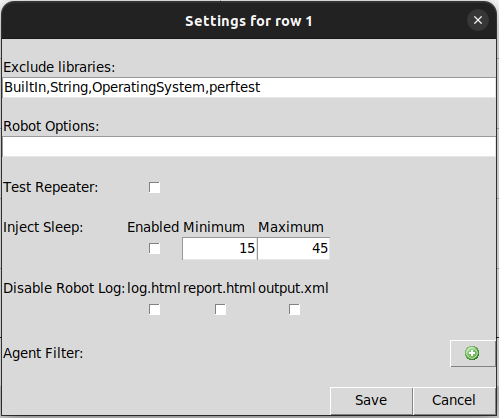 Settings for row 1
Exclude libraries:
BuiltIn,String,OperatingSystem,perftest
Robot Options:
Test Repeater:
Inject Sleep: Enabled Minimum Maximum
15 45
Disable Robot Log: log.html report.html output.xml
Agent Filter:
Save Cancel